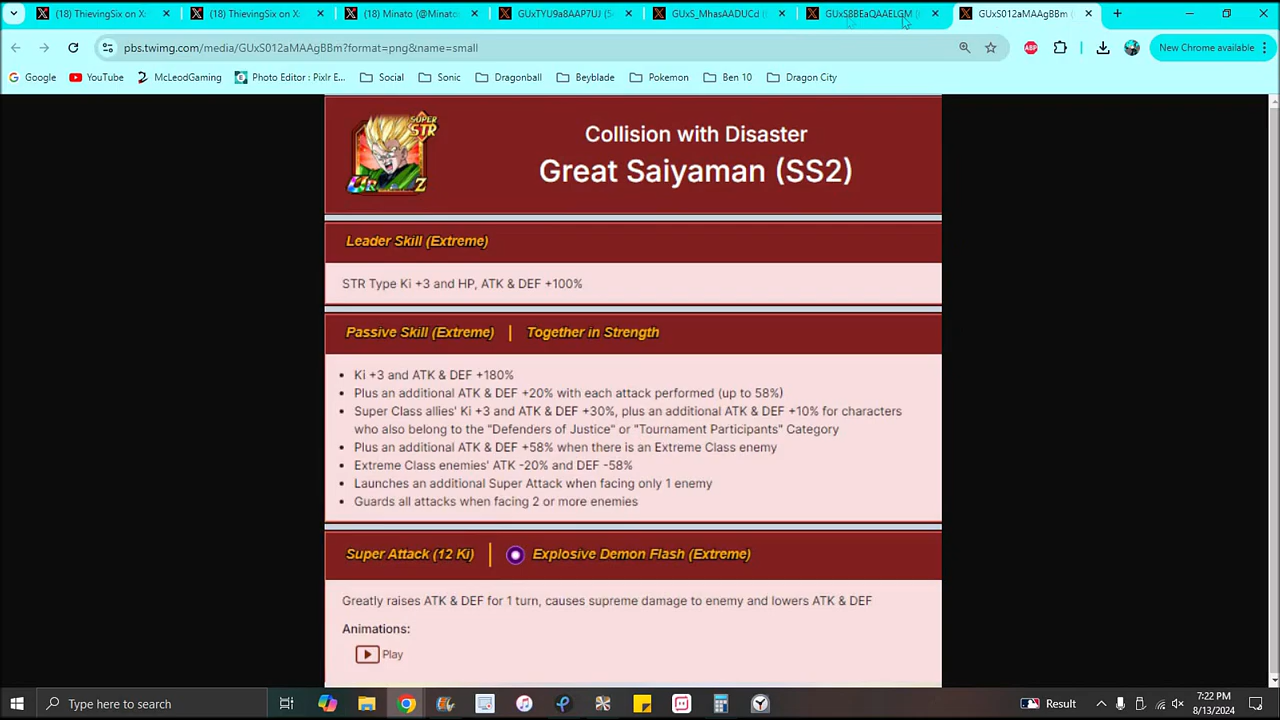 (18) ThievingSix on X:
(18) ThievingSix on X:
(18) Minato (@Minato
GUxTYU9aBAAP7UJ (5
GUxS_MhasAADUCd (
GUxS8BEaQAAELGM (
GUxS012aMAAgBBm (
pbs.twimg.com/media/GUxS012aMAAgBBm?format=png&name=small
ABP
New Chrome available
Google
YouTube
McLeodGaming
Photo Editor : Pixlr E...
Social
Sonic
Dragonball
Beyblade
Pokemon
Ben 10
Dragon City
SUPER
STR
UR
Z
Collision with Disaster
Great Saiyaman (SS2)
Leader Skill (Extreme)
STR Type Ki +3 and HP, ATK & DEF +100%
Passive Skill (Extreme) | Together in Strength
• Ki +3 and ATK & DEF +180%
• Plus an additional ATK & DEF +20% with each attack performed (up to 58%)
• Super Class allies' Ki +3 and ATK & DEF +30%, plus an additional ATK & DEF +10% for characters
who also belong to the "Defenders of Justice" or "Tournament Participants" Category
• Plus an additional ATK & DEF +58% when there is an Extreme Class enemy
• Extreme Class enemies' ATK -20% and DEF -58%
• Launches an additional Super Attack when facing only 1 enemy
• Guards all attacks when facing 2 or more enemies
Super Attack (12 Ki) | Explosive Demon Flash (Extreme)
Greatly raises ATK & DEF for 1 turn, causes supreme damage to enemy and lowers ATK & DEF
Animations:
Play
Type here to search
Result
7:22 PM
8/13/2024